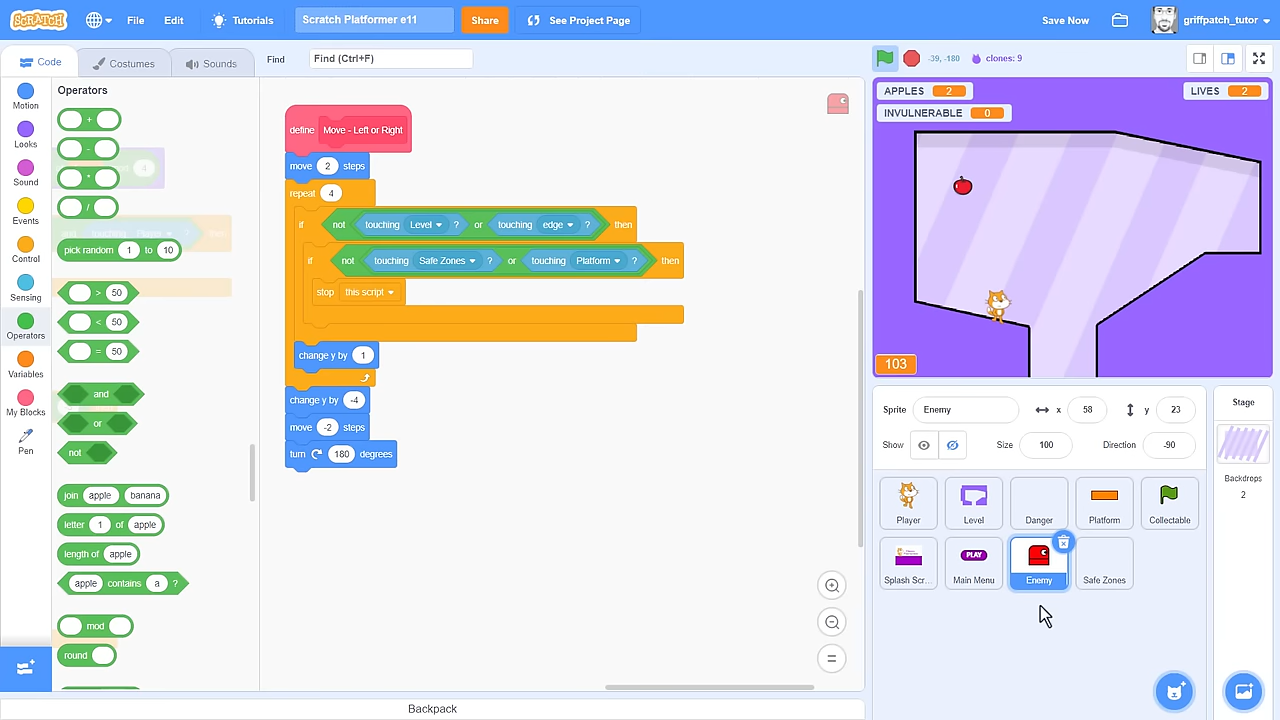 SCRATCH File Edit Tutorials Scratch Platformer e11 Share See Project Page Save Now griffpatch_tutor
Code Costumes Sounds Find Find (Ctrl+F) -39, -180 clones: 9
Motion
Looks
Sound
Events
Control
Sensing
Operators
Variables
My Blocks
Pen
Operators
+
-
*
/
pick random 1 to 10
> 50
< 50
= 50
and
or
not
join apple banana
letter 1 of apple
length of apple
apple contains a ?
mod
round
define Move - Left or Right
move 2 steps
repeat 4
if not touching Level ? or touching edge ? then
if not touching Safe Zones ? or touching Platform ? then
stop this script
change y by 1
change y by -4
move -2 steps
turn 180 degrees
Backpack
APPLES 2 LIVES 2
INVULNERABLE 0
103
Sprite Enemy x 58 y 23
Show Size 100 Direction -90
Player Level Danger Platform Collectable
Splash Scr... Main Menu Enemy Safe Zones
PLAY
Stage
Backdrops
2